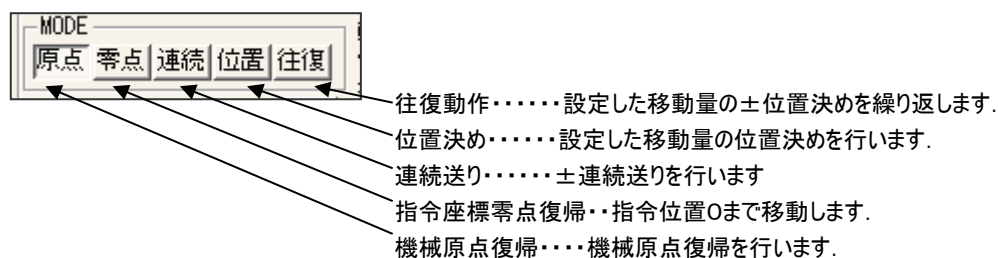 MODE
原点 零点 連続 位置 往復
往復動作・・・・・・設定した移動量の±位置決めを繰り返します.
位置決め・・・・・・設定した移動量の位置決めを行います.
連続送り・・・・・・±連続送りを行います
指令座標零点復帰・・指令位置0まで移動します.
機械原点復帰・・・・機械原点復帰を行います.